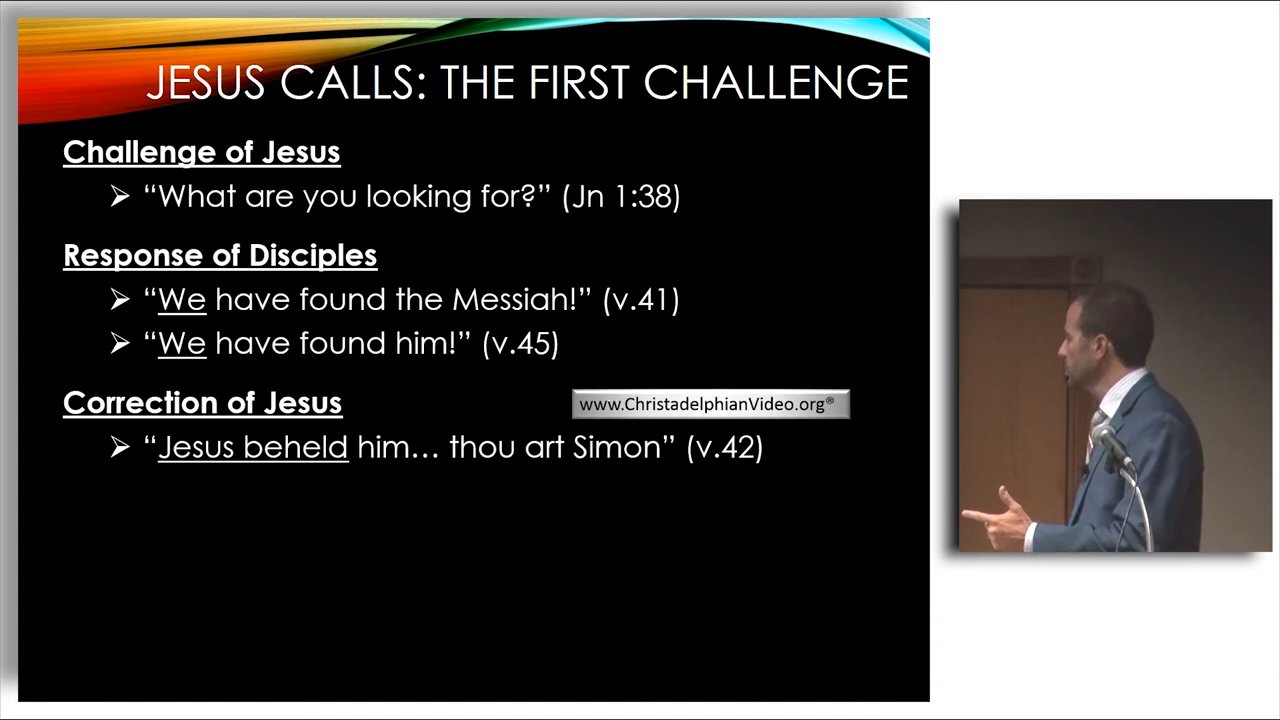 JESUS CALLS: THE FIRST CHALLENGE
Challenge of Jesus
➢ “What are you looking for?” (Jn 1:38)
Response of Disciples
➢ “We have found the Messiah!” (v.41)
➢ “We have found him!” (v.45)
Correction of Jesus
www.ChristadelphianVideo.org®
➢ “Jesus beheld him… thou art Simon” (v.42)